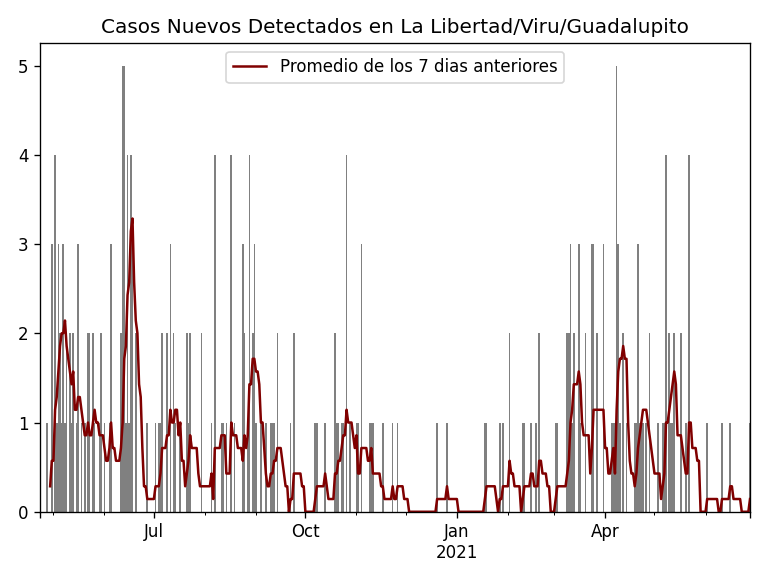 Casos Nuevos Detectados en La Libertad/Viru/Guadalupito
Promedio de los 7 dias anteriores
5
4
3
2
1
0
Jul
Oct
Jan
2021
Apr